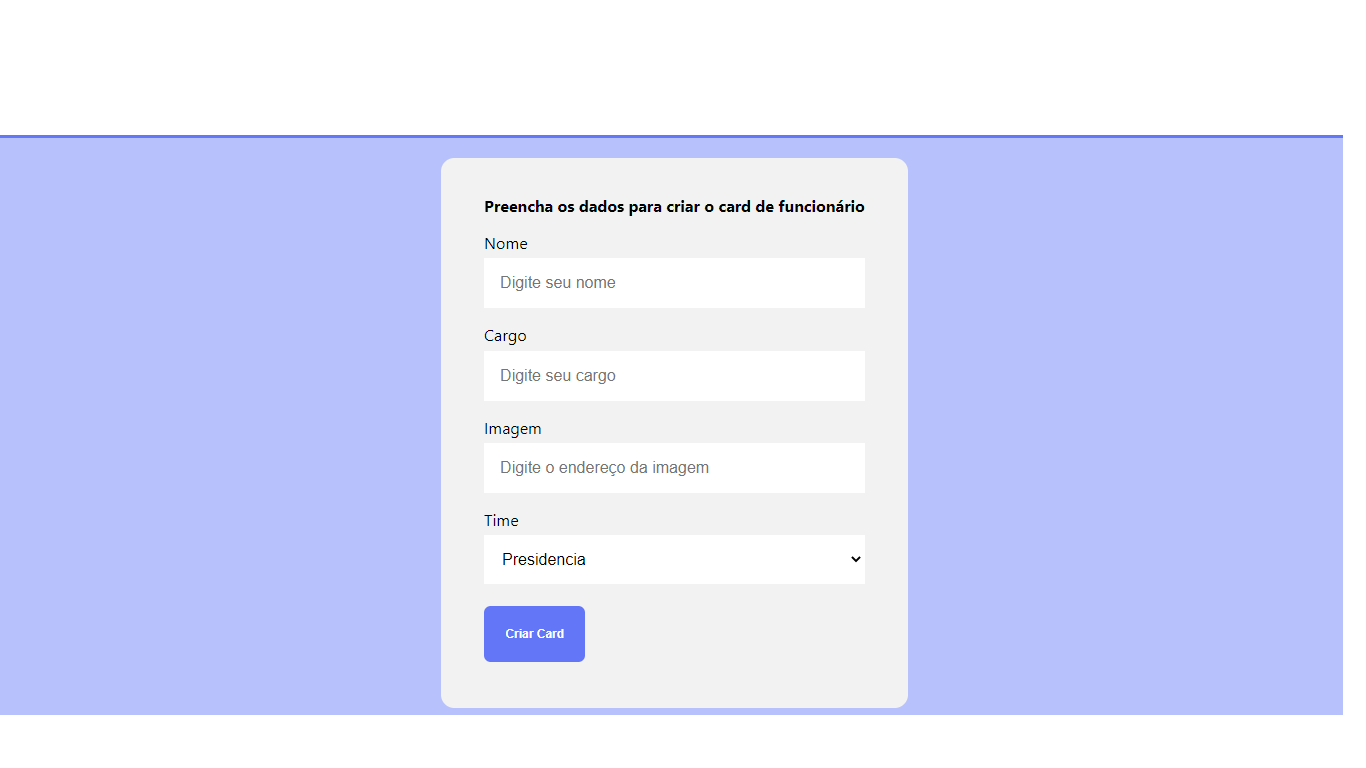 Preencha os dados para criar o card de funcionário
Nome
Digite seu nome
Cargo
Digite seu cargo
Imagem
Digite o endereço da imagem
Time
Presidencia
Criar Card